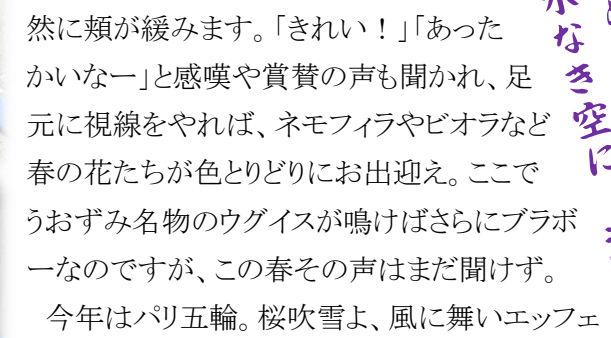 水なき空に
然に頬が緩みます。「きれい！」「あった
かいなー」と感嘆や賞賛の声も聞かれ、足
元に視線をやれば、ネモフィラやビオラなど
春の花たちが色とりどりにお出迎え。ここで
うおずみ名物のウグイスが鳴けばさらにブラボ
ーなのですが、この春その声はまだ聞けず。
今年はパリ五輪。桜吹雪よ、風に舞いエッフェ